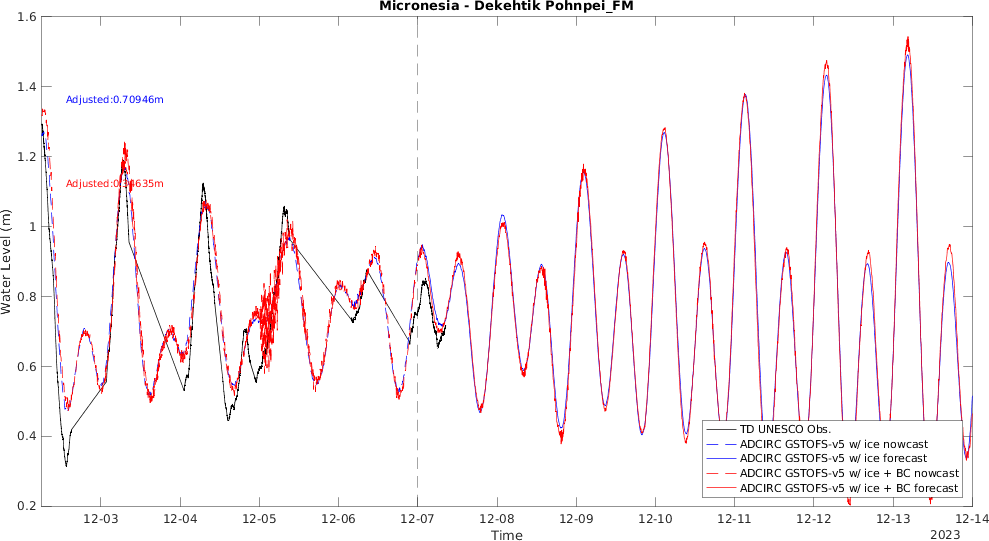 Micronesia - Dekehtik Pohnpei_FM
1.6
1.4
1.2
1
0.8
0.6
0.4
0.2
Water Level (m)
Adjusted:0.70946m
TD UNESCO Obs.
ADCIRC GSTOFS-v5 w/ ice nowcast
ADCIRC GSTOFS-v5 w/ ice forecast
ADCIRC GSTOFS-v5 w/ ice + BC nowcast
ADCIRC GSTOFS-v5 w/ ice + BC forecast
12-03 12-04 12-05 12-06 12-07 12-08 12-09 12-10 12-11 12-12 12-13 12-14
Time
2023